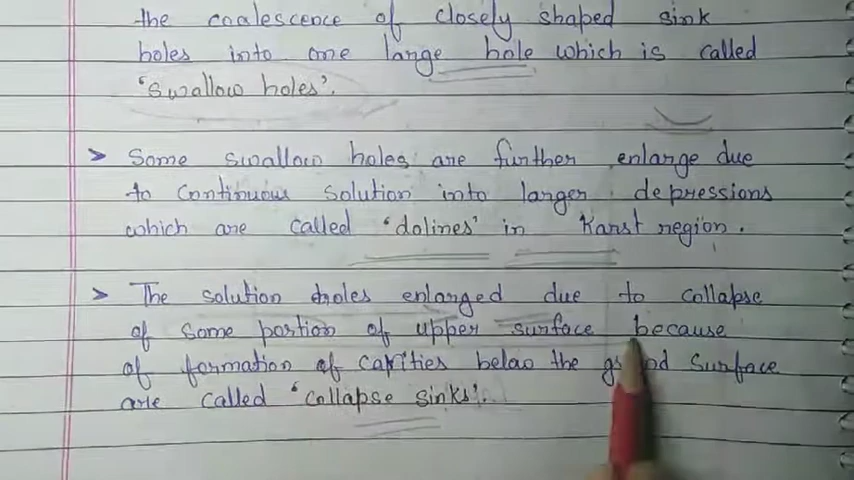 the coalescence of closely shaped sink
holes into one large hole which is called
'swallow holes'.
> Some swallow holes are further enlarge due
to continuous solution into larger depressions
which are called 'dolines' in Karst region.
> The solution holes enlarged due to collapse
of some portion of upper surface because
of formation of cavities below the surface
are called 'collapse sinks'.